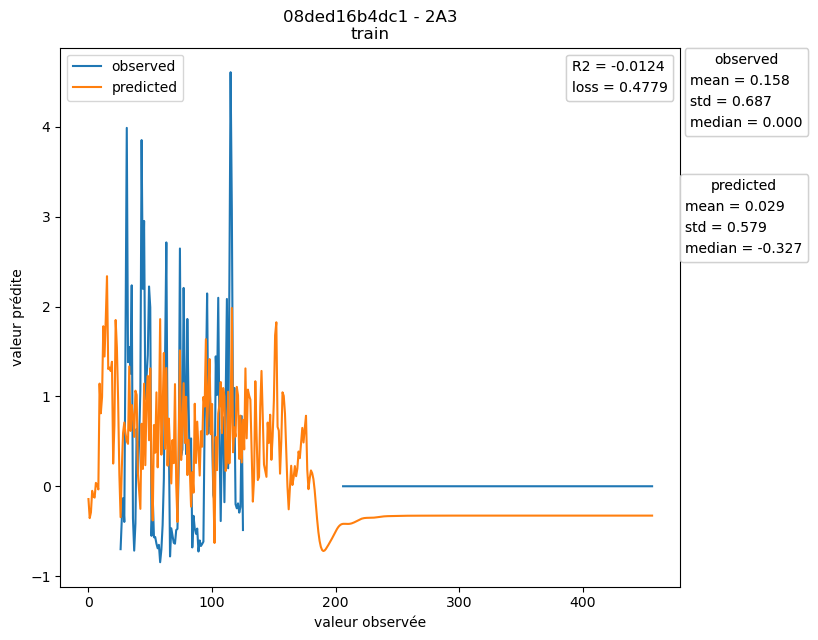 08ded16b4dc1 - 2A3
train
observed
predicted
R2 = -0.0124
loss = 0.4779
observed
mean = 0.158
std = 0.687
median = 0.000
predicted
mean = 0.029
std = 0.579
median = -0.327
valeur prédite
4
3
2
1
0
−1
0
100
200
300
400
valeur observée